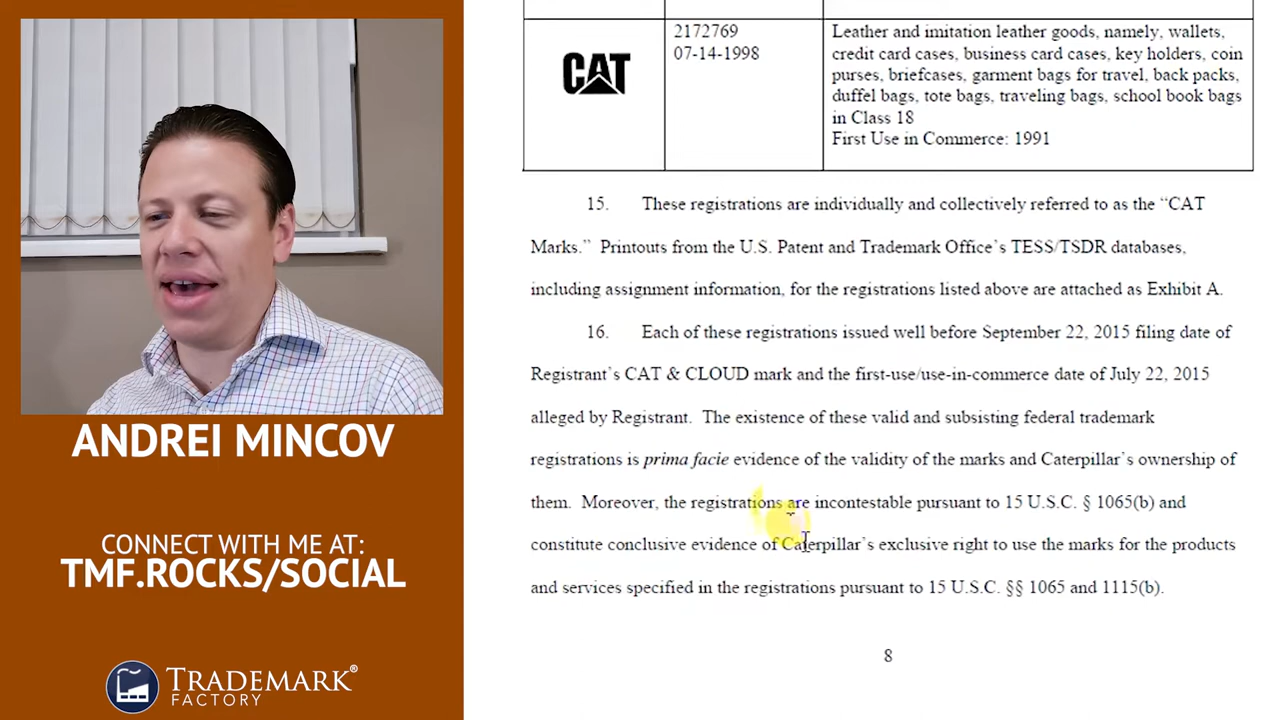 ANDREI MINCOV
CONNECT WITH ME AT:
TMF.ROCKS/SOCIAL
TRADEMARK®
FACTORY
CAT
2172769
07-14-1998
Leather and imitation leather goods, namely, wallets,
credit card cases, business card cases, key holders, coin
purses, briefcases, garment bags for travel, back packs,
duffel bags, tote bags, traveling bags, school book bags
in Class 18
First Use in Commerce: 1991
15. These registrations are individually and collectively referred to as the “CAT
Marks.” Printouts from the U.S. Patent and Trademark Office’s TESS/TSDR databases,
including assignment information, for the registrations listed above are attached as Exhibit A.
16. Each of these registrations issued well before September 22, 2015 filing date of
Registrant’s CAT & CLOUD mark and the first-use/use-in-commerce date of July 22, 2015
alleged by Registrant. The existence of these valid and subsisting federal trademark
registrations is prima facie evidence of the validity of the marks and Caterpillar’s ownership of
them. Moreover, the registrations are incontestable pursuant to 15 U.S.C. § 1065(b) and
constitute conclusive evidence of Caterpillar’s exclusive right to use the marks for the products
and services specified in the registrations pursuant to 15 U.S.C. §§ 1065 and 1115(b).
8